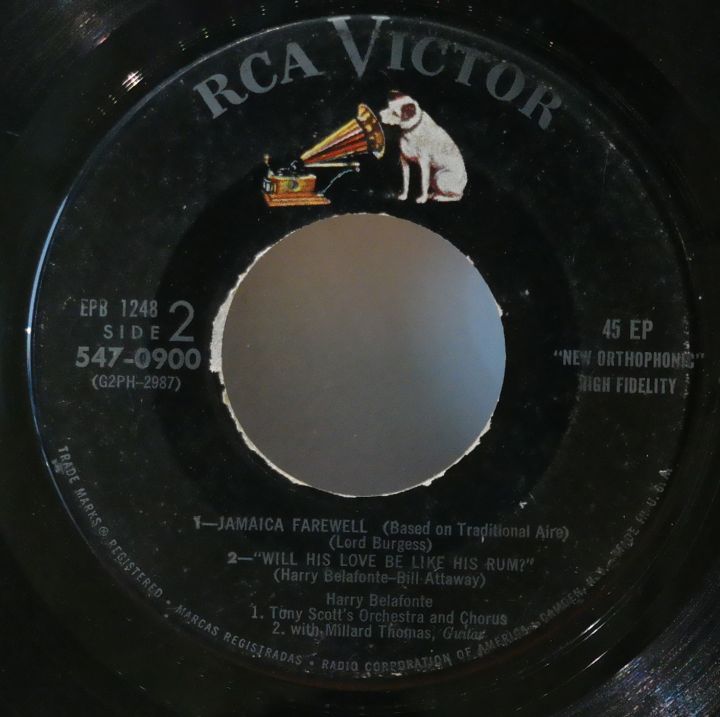 RCA VICTOR
EPB 1248
SIDE 2
547-0900
(G2PH-2987)
45 EP
"NEW ORTHOPHONIC"
HIGH FIDELITY
1—JAMAICA FAREWELL (Based on Traditional Aire)
(Lord Burgess)
2—"WILL HIS LOVE BE LIKE HIS RUM?"
(Harry Belafonte–Bill Attaway)
Harry Belafonte
1. Tony Scott's Orchestra and Chorus
2. with Millard Thomas, Guitar
TRADE MARKS ® REGISTERED • MARCAS REGISTRADAS • RADIO CORPORATION OF AMERICA • CAMDEN, N.J. MADE IN U.S.A.